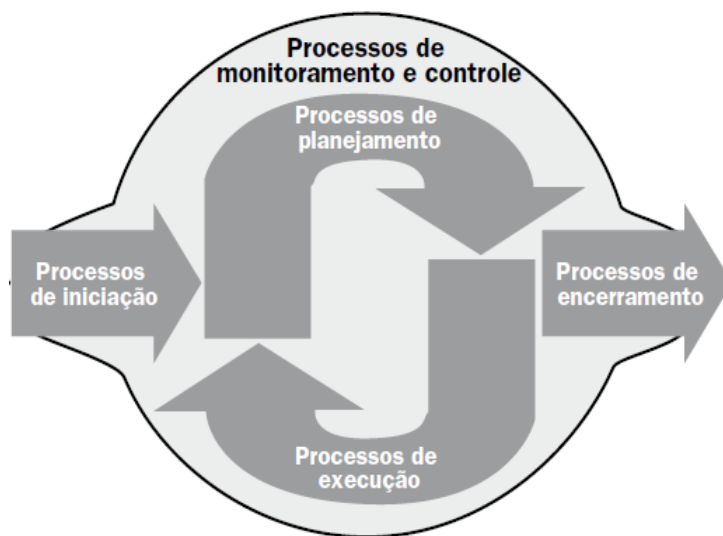 Processos de
monitoramento e controle
Processos de
planejamento
Processos
de iniciação
Processos de
encerramento
Processos de
execução